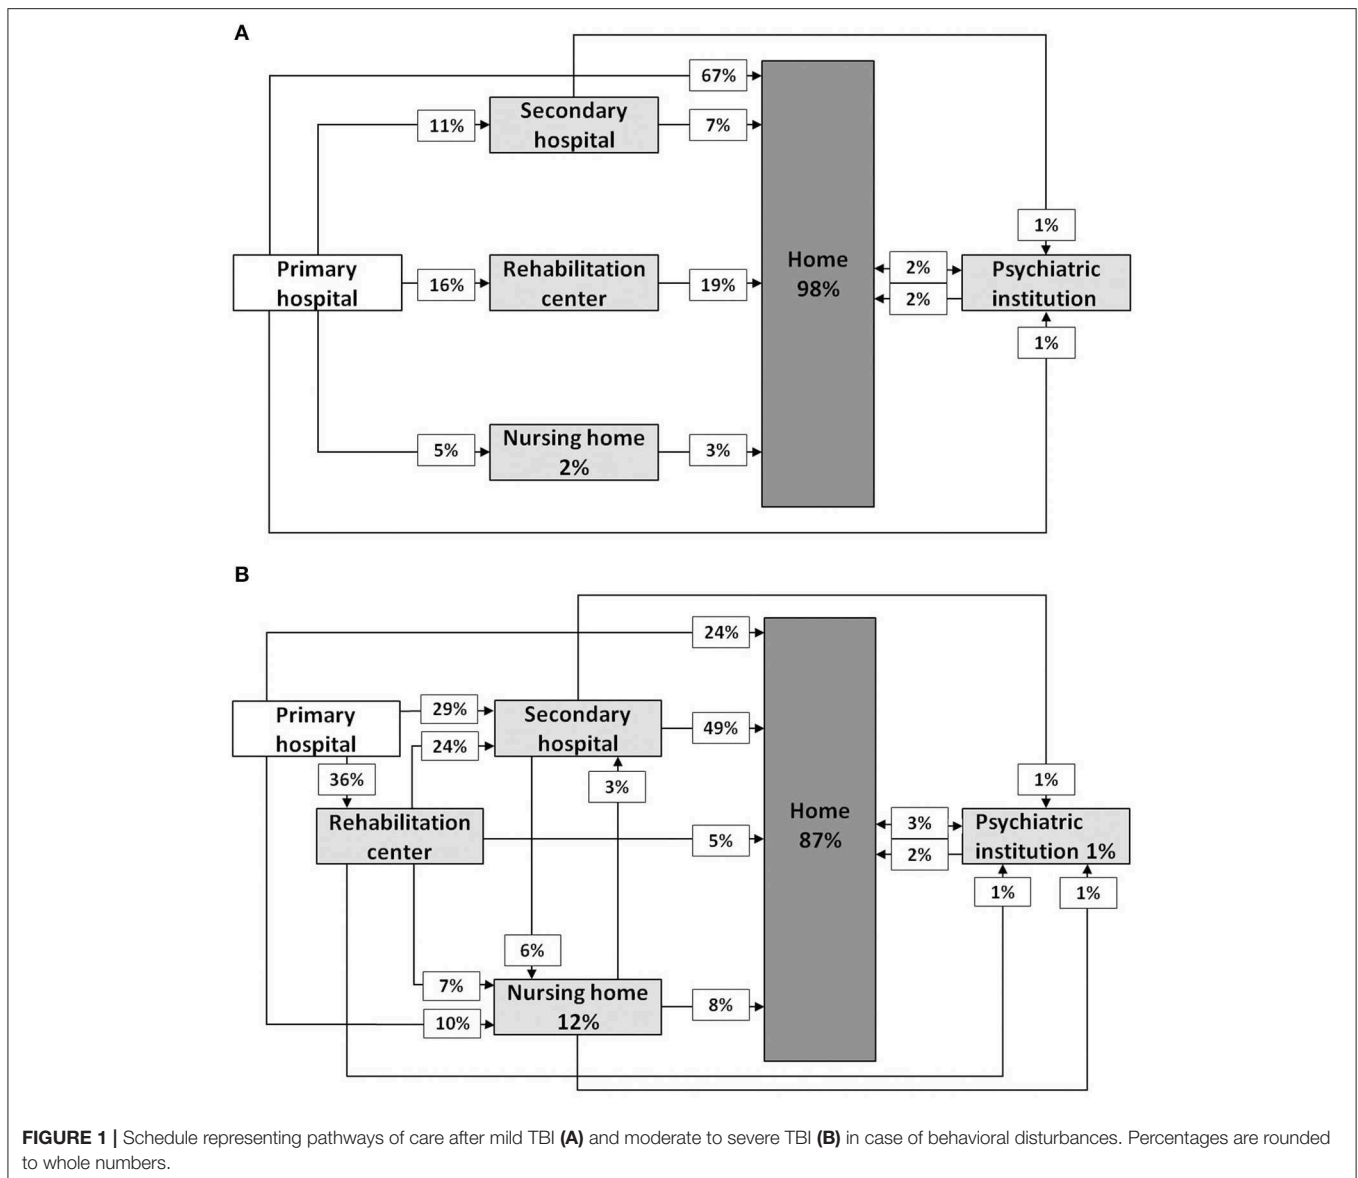 A
67%
11%
Secondary
hospital
7%
1%
Primary
hospital
16%
Rehabilitation
center
19%
Home
98%
2%
2%
Psychiatric
institution
1%
5%
Nursing home
2%
3%
B
24%
Primary
hospital
29%
24%
Secondary
hospital
49%
36%
3%
1%
Rehabilitation
center
5%
Home
87%
3%
2%
Psychiatric
institution 1%
1%
1%
6%
7%
10%
Nursing home
12%
8%
FIGURE 1 | Schedule representing pathways of care after mild TBI (A) and moderate to severe TBI (B) in case of behavioral disturbances. Percentages are rounded
to whole numbers.